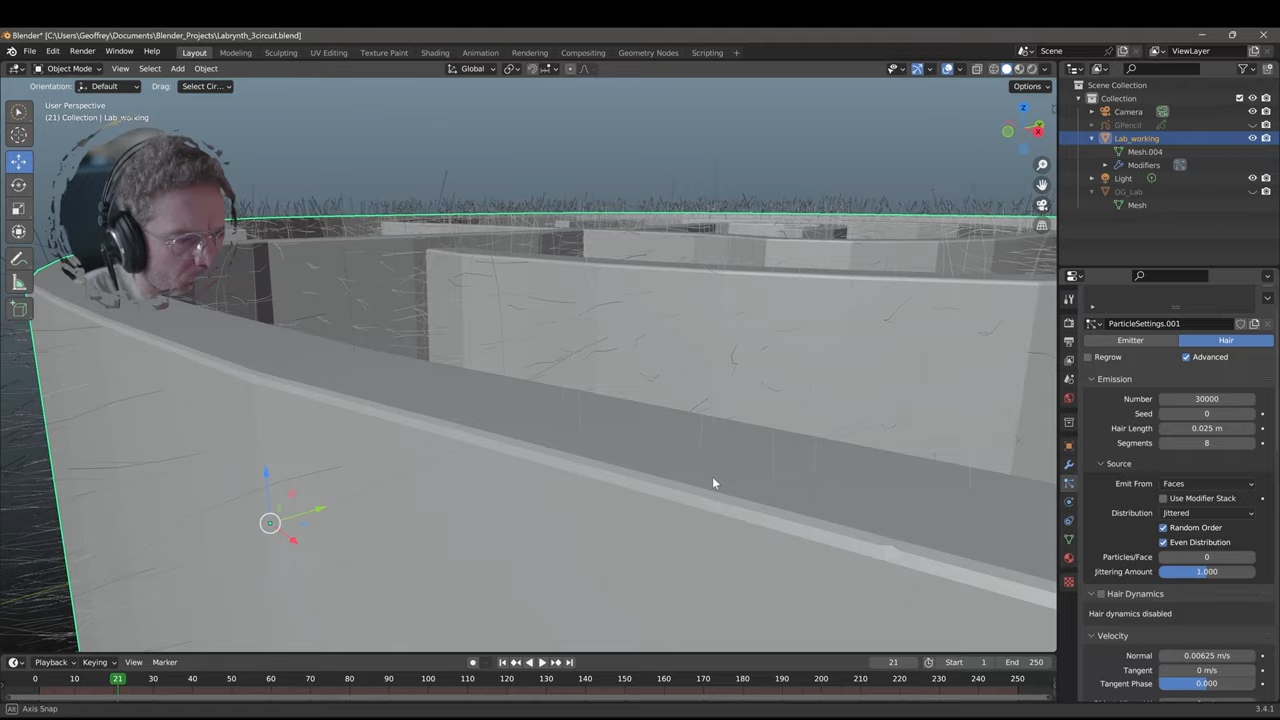 Blender* [C:\Users\Geoffrey\Documents\Blender_Projects\Labrynth_3circuit.blend]
File Edit Render Window Help Layout Modeling Sculpting UV Editing Texture Paint Shading Animation Rendering Compositing Geometry Nodes Scripting + Scene ViewLayer
Object Mode View Select Add Object Global
Orientation: Default Drag: Select Cir... Options
User Perspective
(21) Collection | Lab_working
Z
Y
X
Scene Collection
Collection
Camera
GPencil
Lab_working
Mesh.004
Modifiers
Light
OG_Lab
Mesh
ParticleSettings.001
Emitter Hair
Regrow Advanced
Emission
Number 30000
Seed 0
Hair Length 0.025 m
Segments 8
Source
Emit From Faces
Use Modifier Stack
Distribution Jittered
Random Order
Even Distribution
Particles/Face 0
Jittering Amount 1.000
Hair Dynamics
Hair dynamics disabled
Velocity
Normal 0.00625 m/s
Tangent 0 m/s
Tangent Phase 0.000
Playback Keying View Marker 21 Start 1 End 250
0 10 21 30 40 50 60 70 80 90 100 110 120 130 140 150 160 170 180 190 200 210 220 230 240 250
Alt Axis Snap 3.4.1